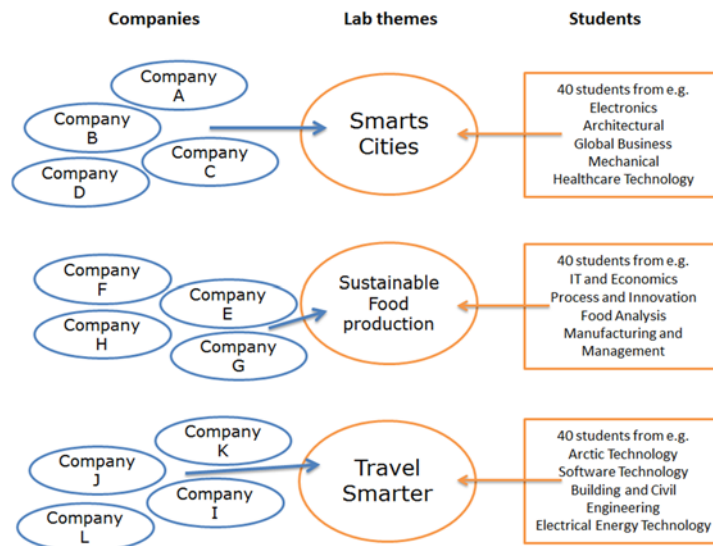 Companies
Lab themes
Students
Company
A
Company
B
Company
C
Company
D
Smarts
Cities
40 students from e.g.
Electronics
Architectural
Global Business
Mechanical
Healthcare Technology
Company
F
Company
E
Company
H
Company
G
Sustainable
Food
production
40 students from e.g.
IT and Economics
Process and Innovation
Food Analysis
Manufacturing and
Management
Company
K
Company
J
Company
I
Company
L
Travel
Smarter
40 students from e.g.
Arctic Technology
Software Technology
Building and Civil
Engineering
Electrical Energy Technology